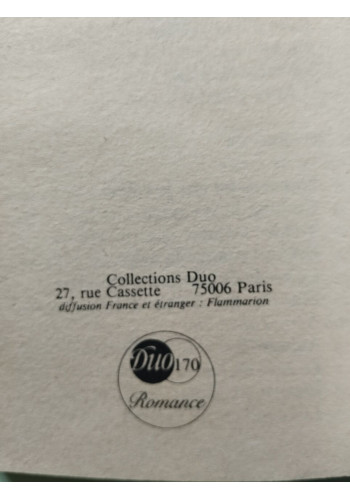 Collections Duo
27, rue Cassette 75006 Paris
diffusion France et étranger : Flammarion
Duo 170
Romance